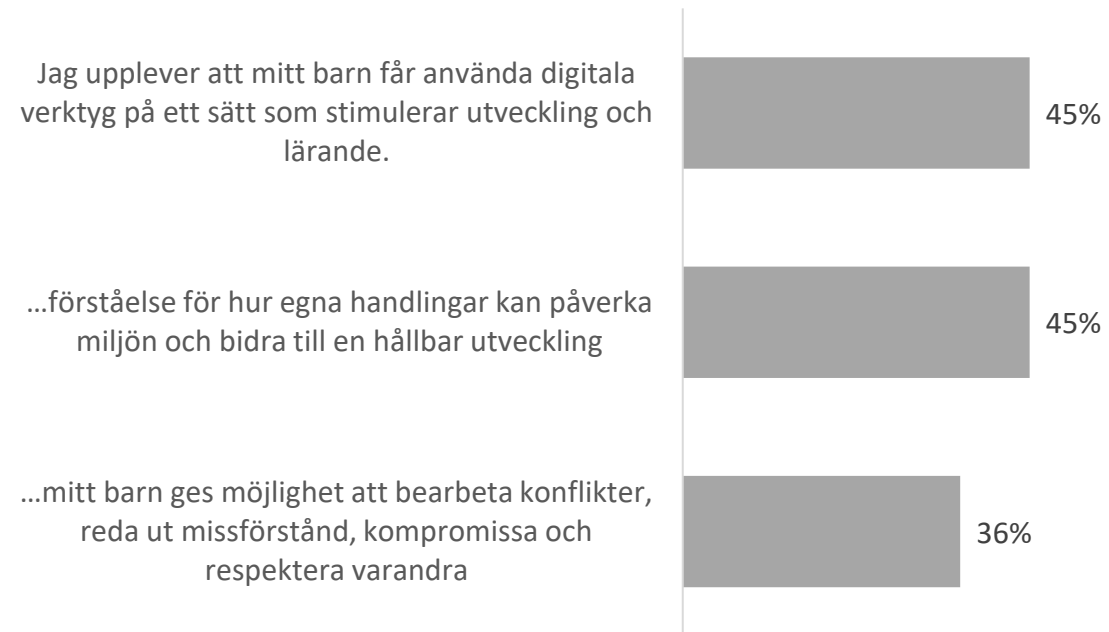 Jag upplever att mitt barn får använda digitala
verktyg på ett sätt som stimulerar utveckling och
lärande.
45%
...förståelse för hur egna handlingar kan påverka
miljön och bidra till en hållbar utveckling
45%
...mitt barn ges möjlighet att bearbeta konflikter,
reda ut missförstånd, kompromissa och
respektera varandra
36%